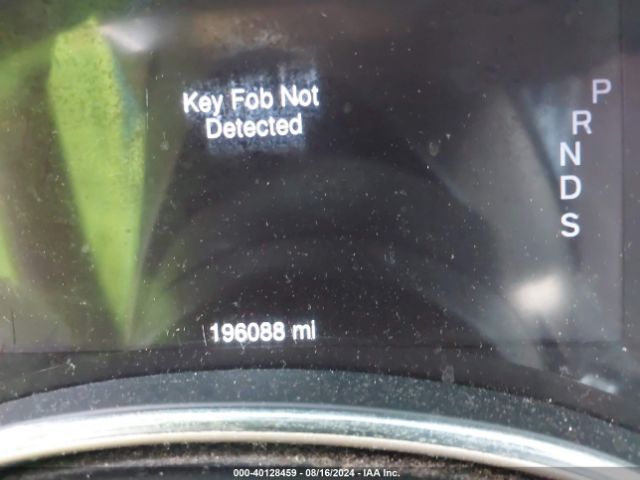 Key Fob Not
Detected
P
R
N
D
S
196088 mi
000-40128459 - 08/16/2024 - IAA Inc.